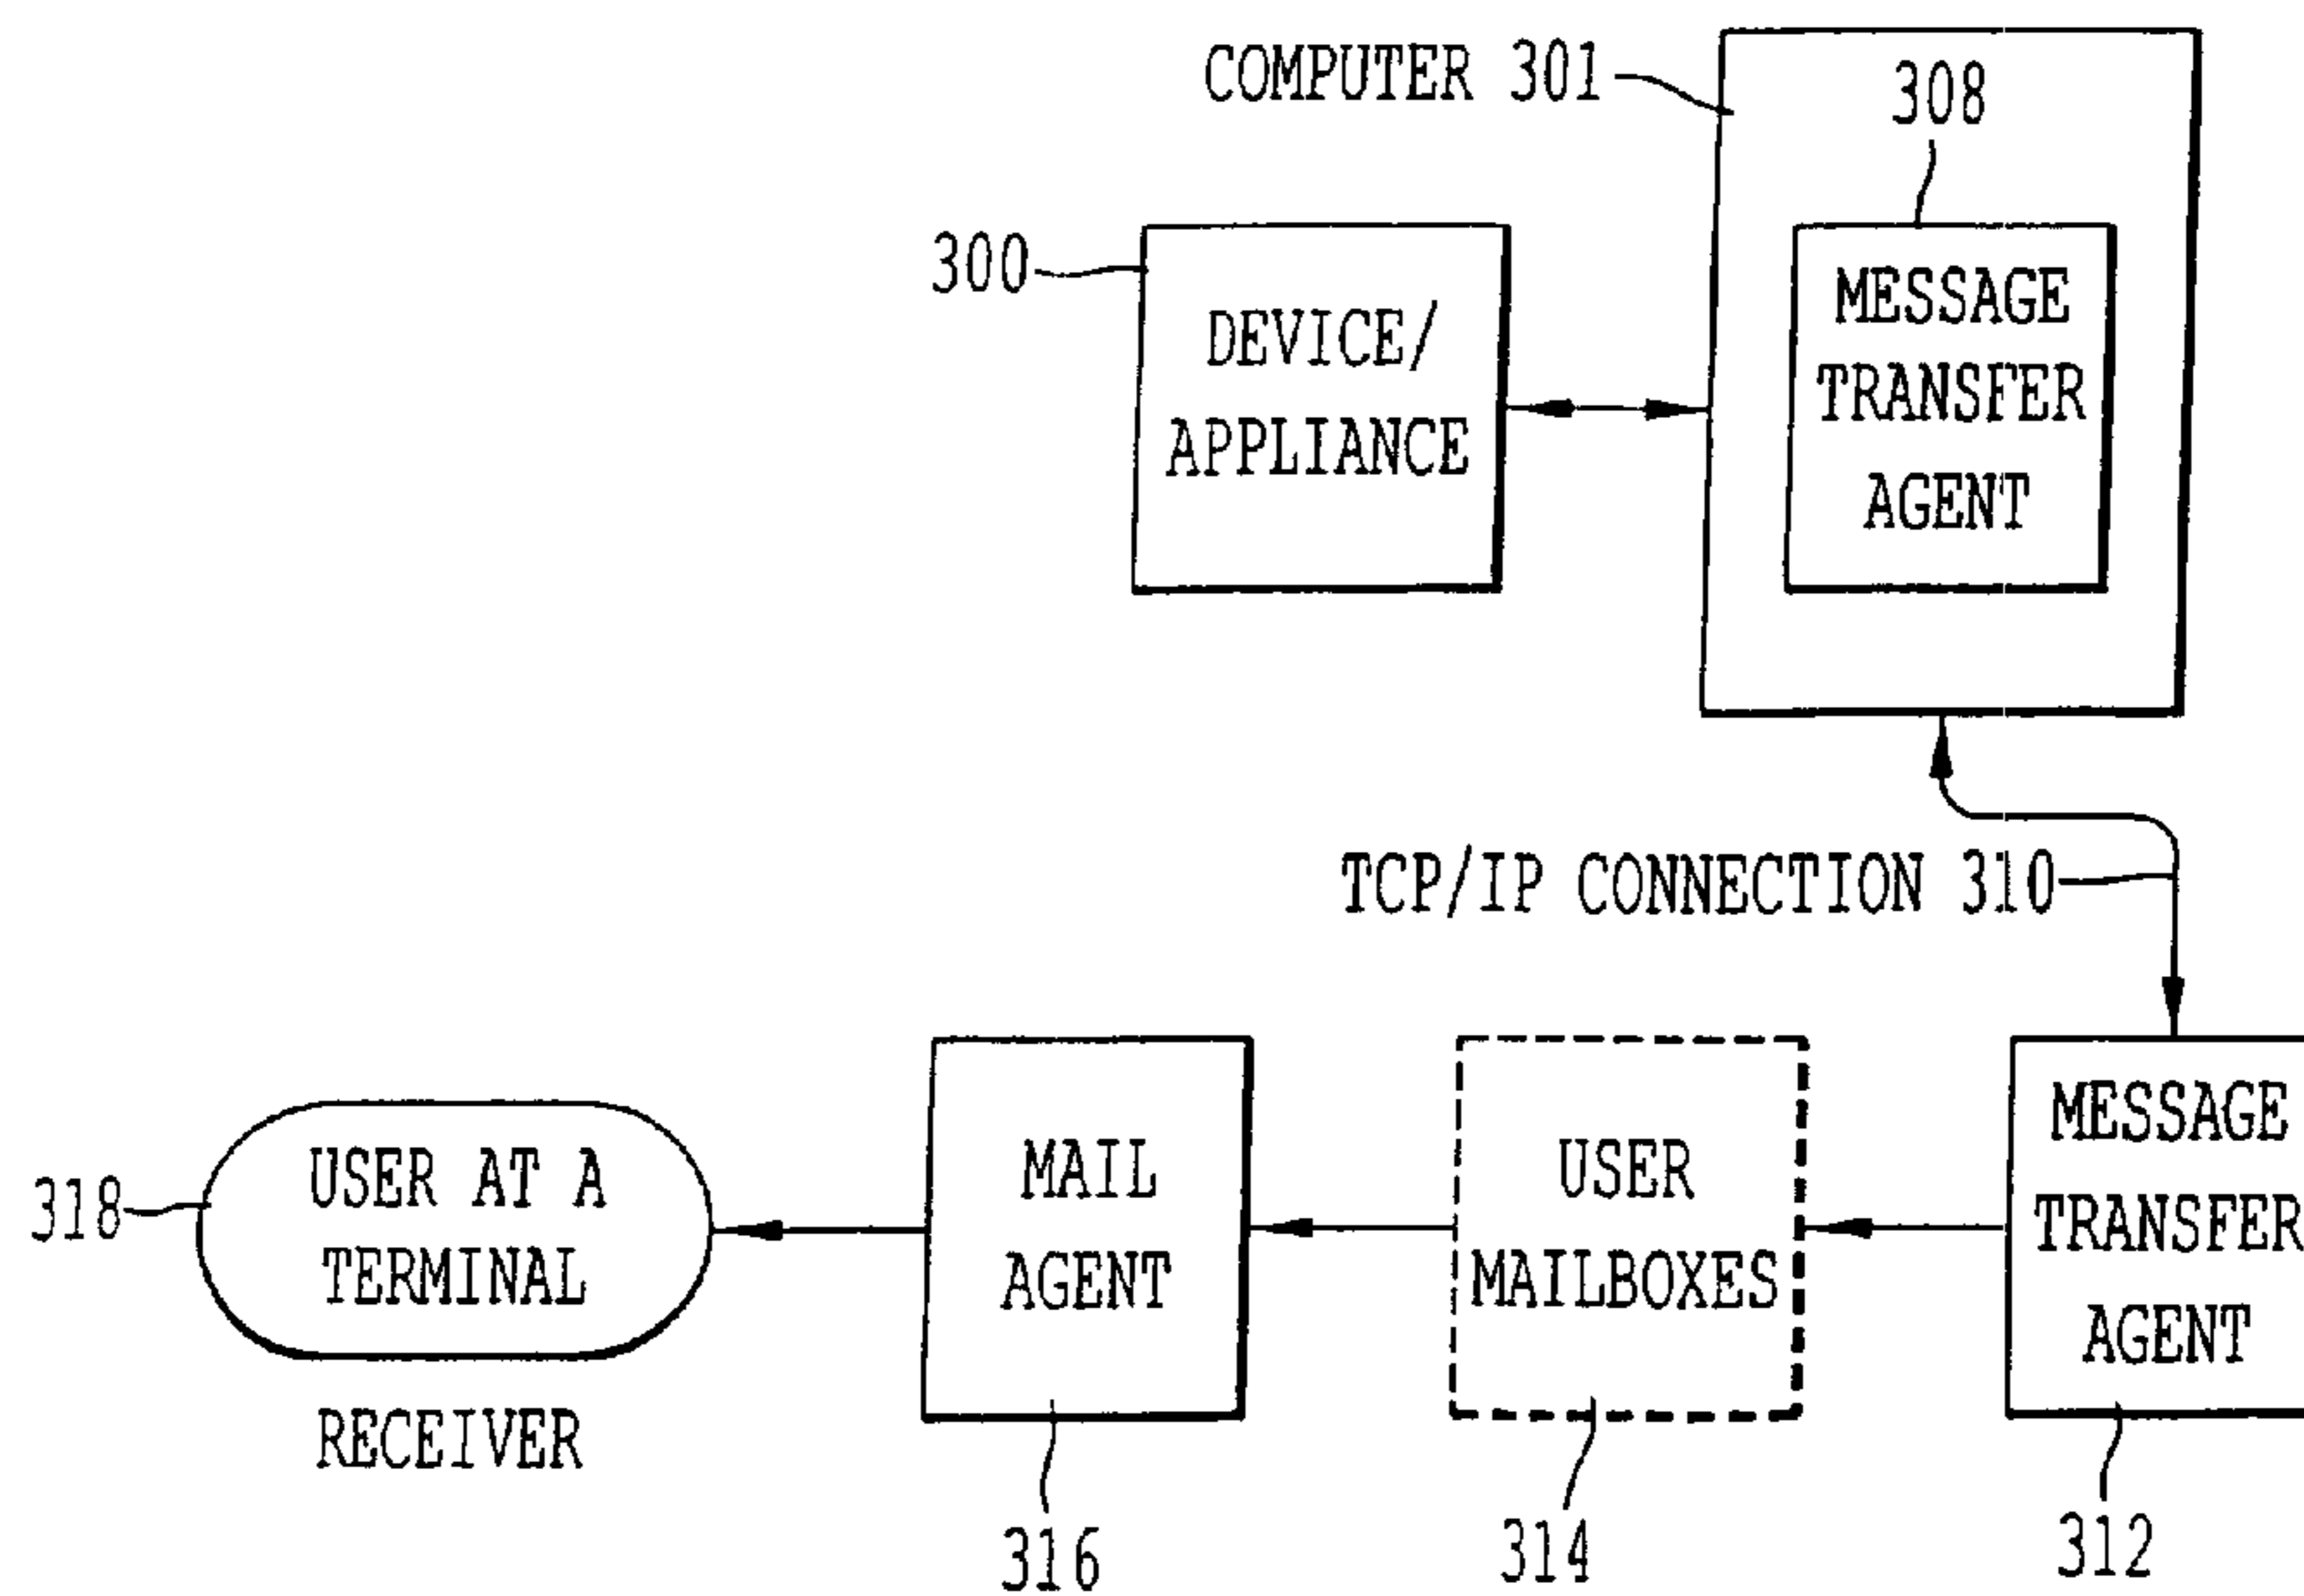 COMPUTER 301
308
300
DEVICE/
APPLIANCE
MESSAGE
TRANSFER
AGENT
TCP/IP CONNECTION 310
318
USER AT A
TERMINAL
RECEIVER
MAIL
AGENT
316
USER
MAILBOXES
314
MESSAGE
TRANSFER
AGENT
312